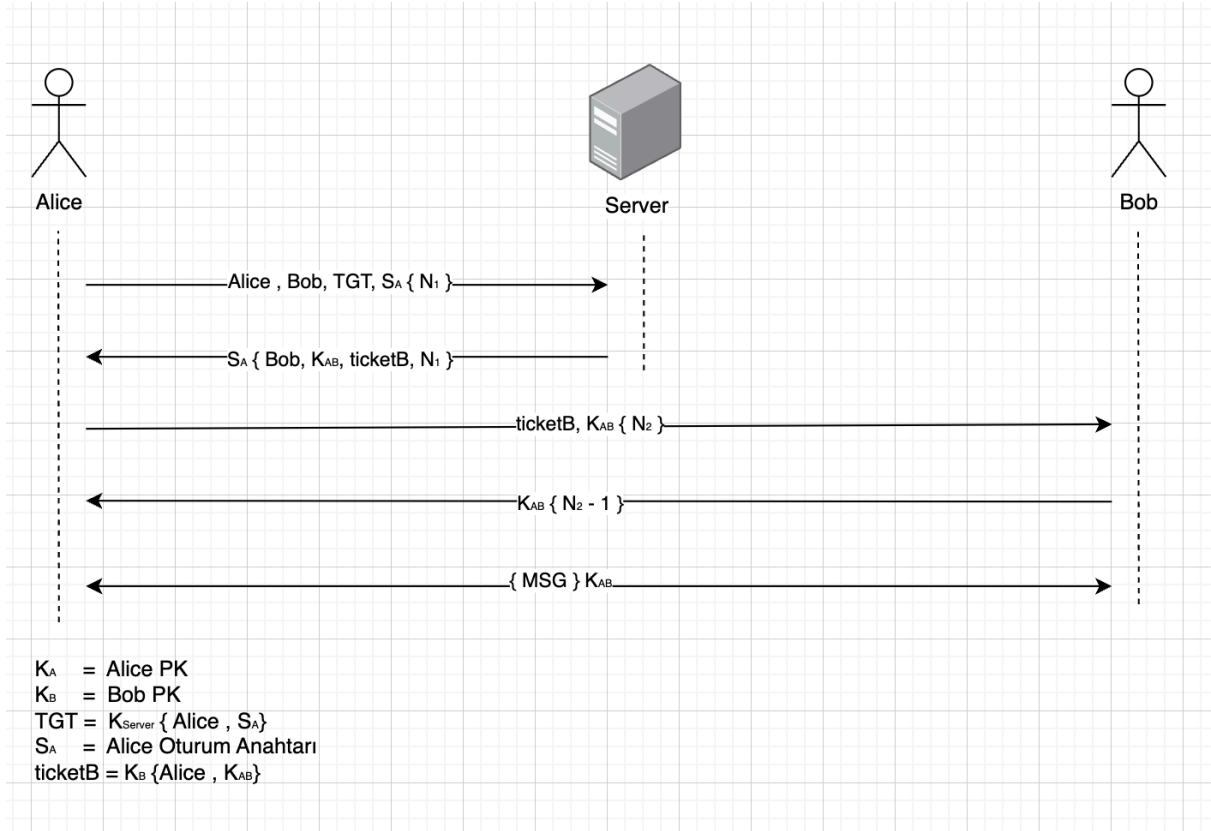 Alice
Server
Bob
Alice , Bob, TGT, SA { N1 }
SA { Bob, KAB, ticketB, N1 }
ticketB, KAB { N2 }
KAB { N2 - 1 }
{ MSG } KAB
KA = Alice PK
KB = Bob PK
TGT = KServer { Alice , SA}
SA = Alice Oturum Anahtarı
ticketB = KB {Alice , KAB}